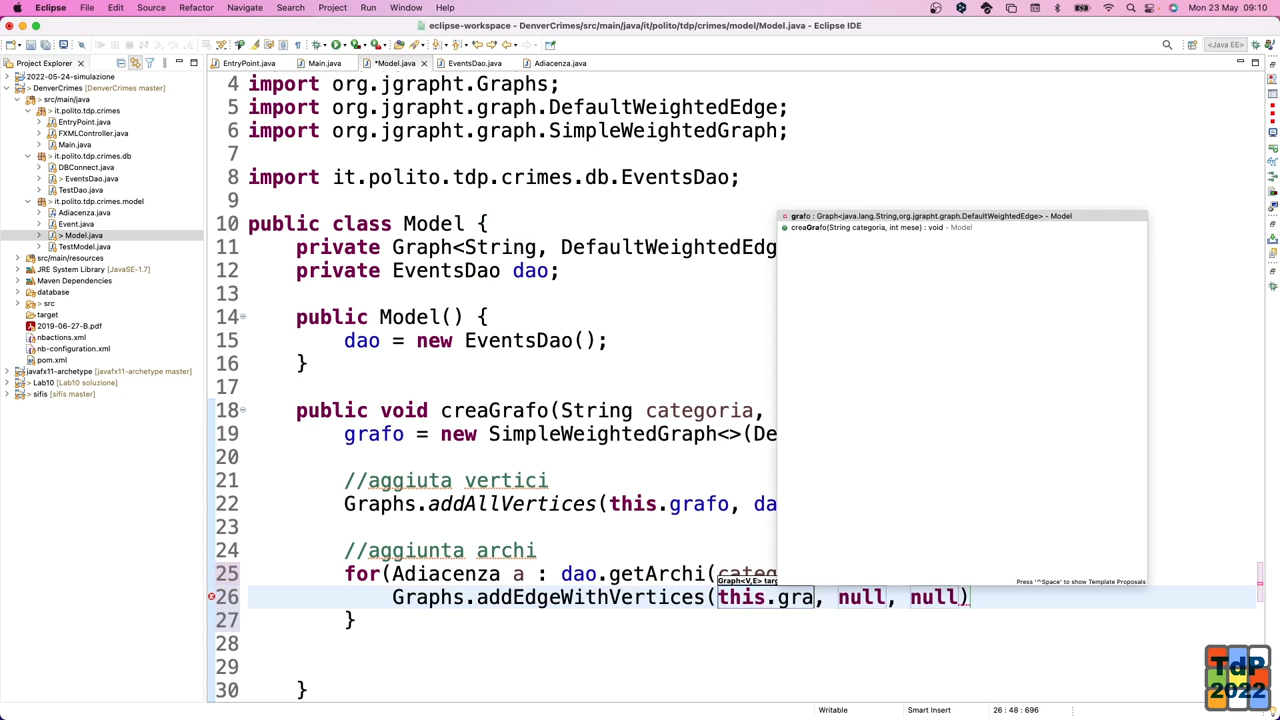 Eclipse File Edit Source Refactor Navigate Search Project Run Window Help Mon 23 May 09:10
eclipse-workspace - DenverCrimes/src/main/java/it/polito/tdp/crimes/model/Model.java - Eclipse IDE
<Java EE>
Project Explorer
EntryPoint.java Main.java *Model.java EventsDao.java Adiacenza.java
2022-05-24-simulazione
> DenverCrimes [DenverCrimes master]
> src/main/java
> it.polito.tdp.crimes
EntryPoint.java
FXMLController.java
Main.java
> it.polito.tdp.crimes.db
DBConnect.java
> EventsDao.java
TestDao.java
> it.polito.tdp.crimes.model
Adiacenza.java
Event.java
> Model.java
TestModel.java
src/main/resources
JRE System Library [JavaSE-1.7]
Maven Dependencies
database
> src
target
2019-06-27-B.pdf
nbactions.xml
nb-configuration.xml
pom.xml
javafx11-archetype [javafx11-archetype master]
> Lab10 [Lab10 soluzione]
> sifis [sifis master]
4 import org.jgrapht.Graphs;
5 import org.jgrapht.graph.DefaultWeightedEdge;
6 import org.jgrapht.graph.SimpleWeightedGraph;
7
8 import it.polito.tdp.crimes.db.EventsDao;
9
10 public class Model {
11 private Graph<String, DefaultWeightedEdg
12 private EventsDao dao;
13
14 public Model() {
15 dao = new EventsDao();
16 }
17
18 public void creaGrafo(String categoria,
19 grafo = new SimpleWeightedGraph<>(De
20
21 //aggiuta vertici
22 Graphs.addAllVertices(this.grafo, da
23
24 //aggiunta archi
25 for(Adiacenza a : dao.getArchi(categ
26 Graphs.addEdgeWithVertices(this.gra, null, null)
27 }
28
29
30 }
grafo : Graph<java.lang.String,org.jgrapht.graph.DefaultWeightedEdge> - Model
creaGrafo(String categoria, int mese) : void - Model
Press '^Space' to show Template Proposals
Graph<V,E> targ
Writable Smart Insert 26 : 48 : 696
TdP
2022